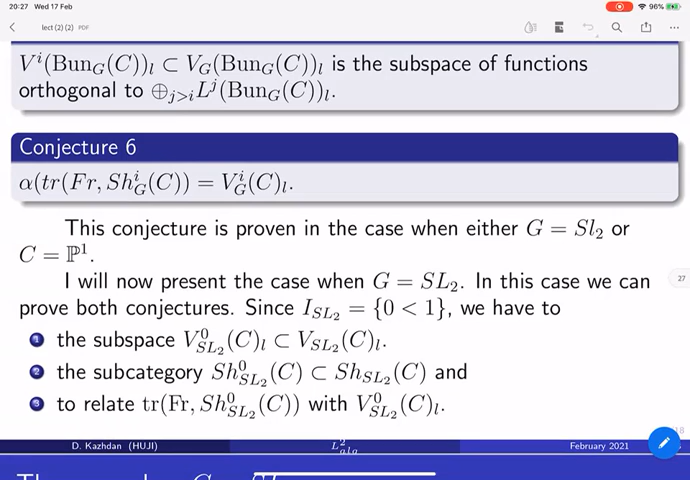 20:27 Wed 17 Feb
96%
lect (2) (2) PDF
V^i(Bun_G(C))_l ⊂ V_G(Bun_G(C))_l is the subspace of functions
orthogonal to ⊕_{j>i}L^j(Bun_G(C))_l.
Conjecture 6
α(tr(Fr, Sh^i_G(C)) = V^i_G(C)_l.
This conjecture is proven in the case when either G = Sl_2 or
C = ℙ^1.
27
I will now present the case when G = SL_2. In this case we can
prove both conjectures. Since I_{SL_2} = {0 < 1}, we have to
1 the subspace V^0_{SL_2}(C)_l ⊂ V_{SL_2}(C)_l.
2 the subcategory Sh^0_{SL_2}(C) ⊂ Sh_{SL_2}(C) and
3 to relate tr(Fr, Sh^0_{SL_2}(C)) with V^0_{SL_2}(C)_l.
D. Kazhdan (HUJI) L^2_{ala} February 2021